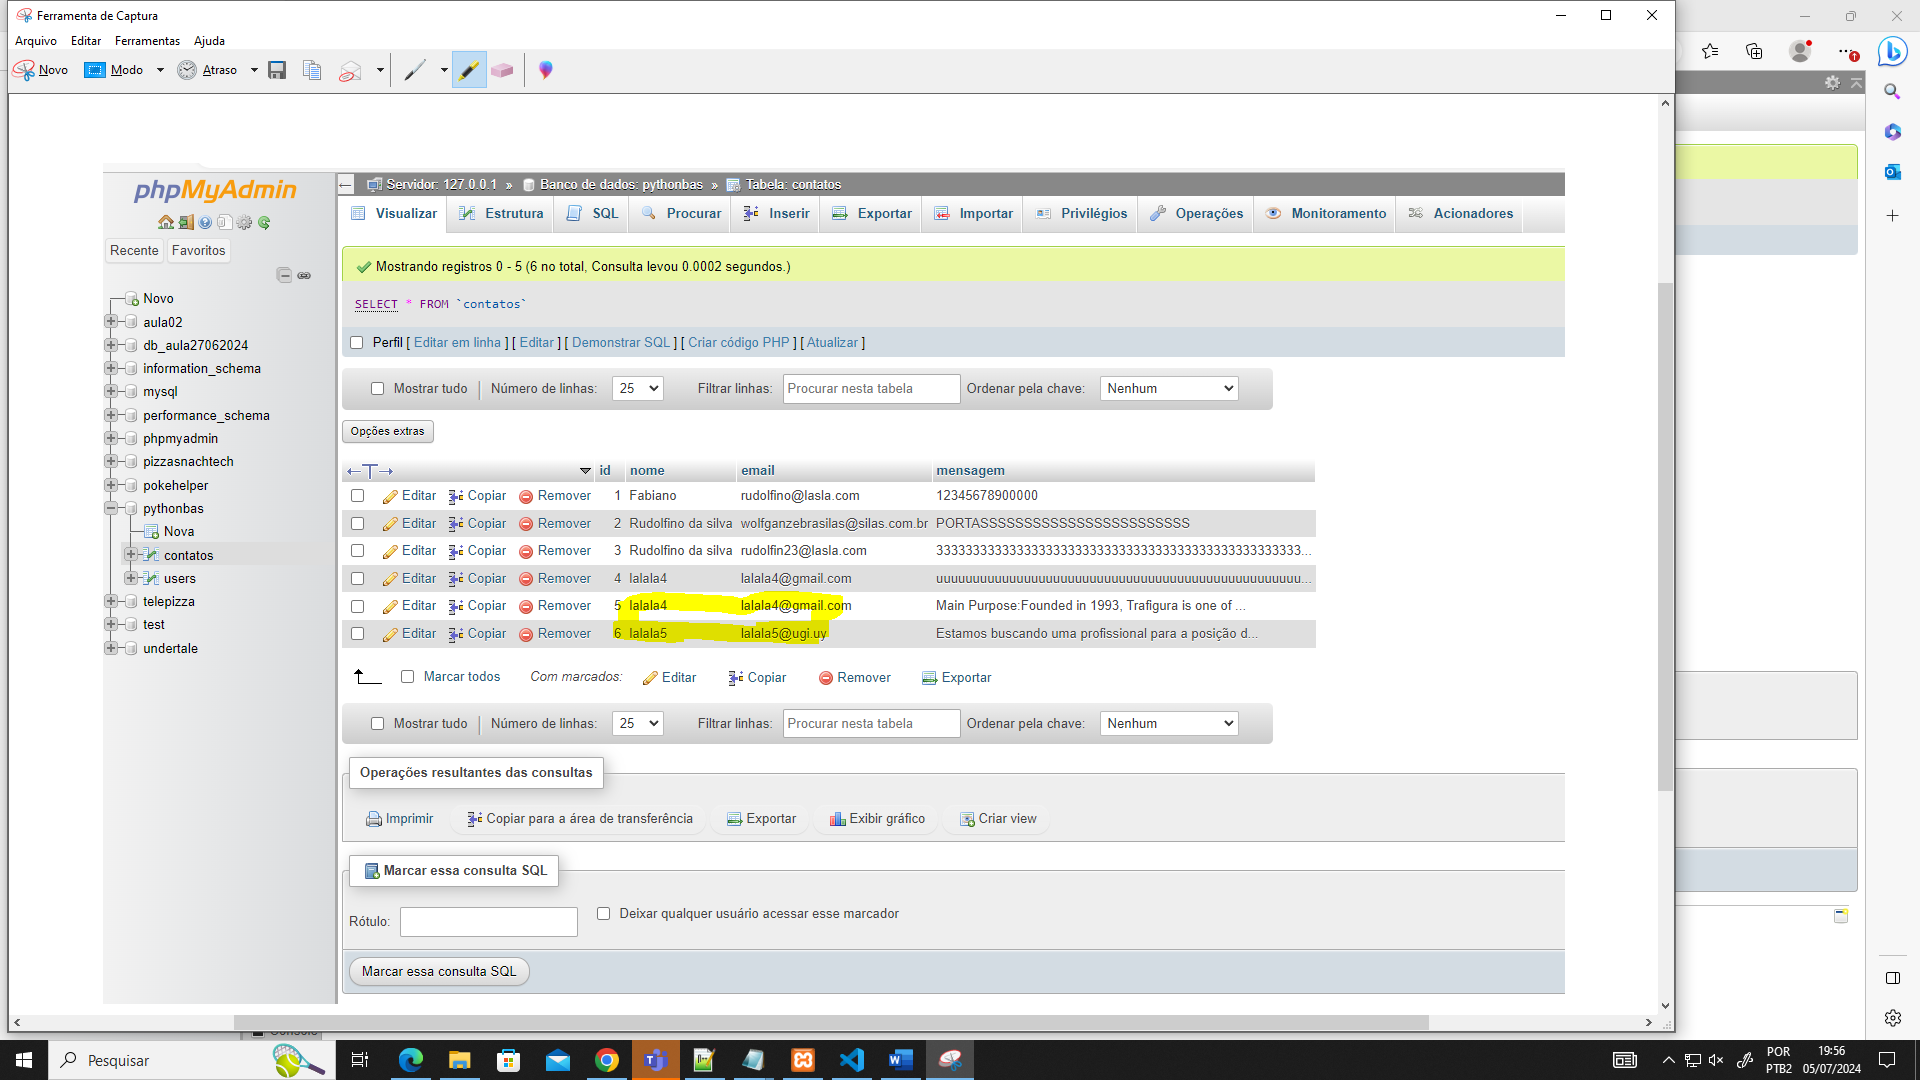 Ferramenta de Captura
Arquivo Editar Ferramentas Ajuda
Novo Modo Atraso
phpMyAdmin
Recente Favoritos
Novo
aula02
db_aula27062024
information_schema
mysql
performance_schema
phpmyadmin
pizzasnachtech
pokehelper
pythonbas
Nova
contatos
users
telepizza
test
undertale
Servidor: 127.0.0.1 » Banco de dados: pythonbas » Tabela: contatos
Visualizar Estrutura SQL Procurar Inserir Exportar Importar Privilégios Operações Monitoramento Acionadores
Mostrando registros 0 - 5 (6 no total, Consulta levou 0.0002 segundos.)
SELECT * FROM `contatos`
Perfil [ Editar em linha ] [ Editar ] [ Demonstrar SQL ] [ Criar código PHP ] [ Atualizar ]
Mostrar tudo Número de linhas: 25 Filtrar linhas: Procurar nesta tabela Ordenar pela chave: Nenhum
Opções extras
id nome email mensagem
Editar Copiar Remover 1 Fabiano rudolfino@lasla.com 12345678900000
Editar Copiar Remover 2 Rudolfino da silva wolfganzebrasilas@silas.com.br PORTASSSSSSSSSSSSSSSSSSSSSSSS
Editar Copiar Remover 3 Rudolfino da silva rudolfin23@lasla.com 33333333333333333333333333333333333333333333333333...
Editar Copiar Remover 4 lalala4 lalala4@gmail.com uuuuuuuuuuuuuuuuuuuuuuuuuuuuuuuuuuuuuuuuuuuuuuuuuu...
Editar Copiar Remover 5 lalala4 lalala4@gmail.com Main Purpose:Founded in 1993, Trafigura is one of ...
Editar Copiar Remover 6 lalala5 lalala5@ugi.uy Estamos buscando uma profissional para a posição d...
Marcar todos Com marcados: Editar Copiar Remover Exportar
Mostrar tudo Número de linhas: 25 Filtrar linhas: Procurar nesta tabela Ordenar pela chave: Nenhum
Operações resultantes das consultas
Imprimir Copiar para a área de transferência Exportar Exibir gráfico Criar view
Marcar essa consulta SQL
Rótulo: Deixar qualquer usuário acessar esse marcador
Marcar essa consulta SQL
Console
Pesquisar
POR
PTB2
19:56
05/07/2024